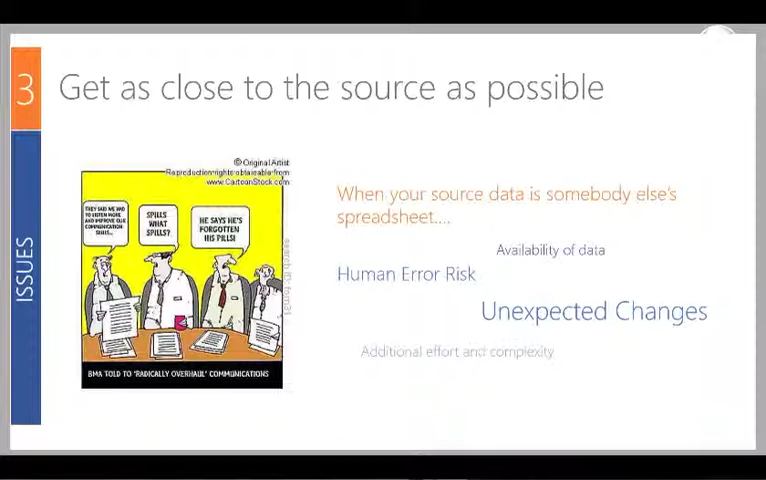 3
Get as close to the source as possible
ISSUES
© Original Artist
Reproduction rights obtainable from
www.CartoonStock.com
THEY SAID WE HAD
TO LISTEN MORE
AND IMPROVE OUR
COMMUNICATION
SKILLS...
SPILLS
WHAT
SPILLS?
HE SAYS HE'S
FORGOTTEN
HIS PILLS!
BMA TOLD TO 'RADICALLY OVERHAUL' COMMUNICATIONS
When your source data is somebody else's
spreadsheet....
Availability of data
Human Error Risk
Unexpected Changes
Additional effort and complexity